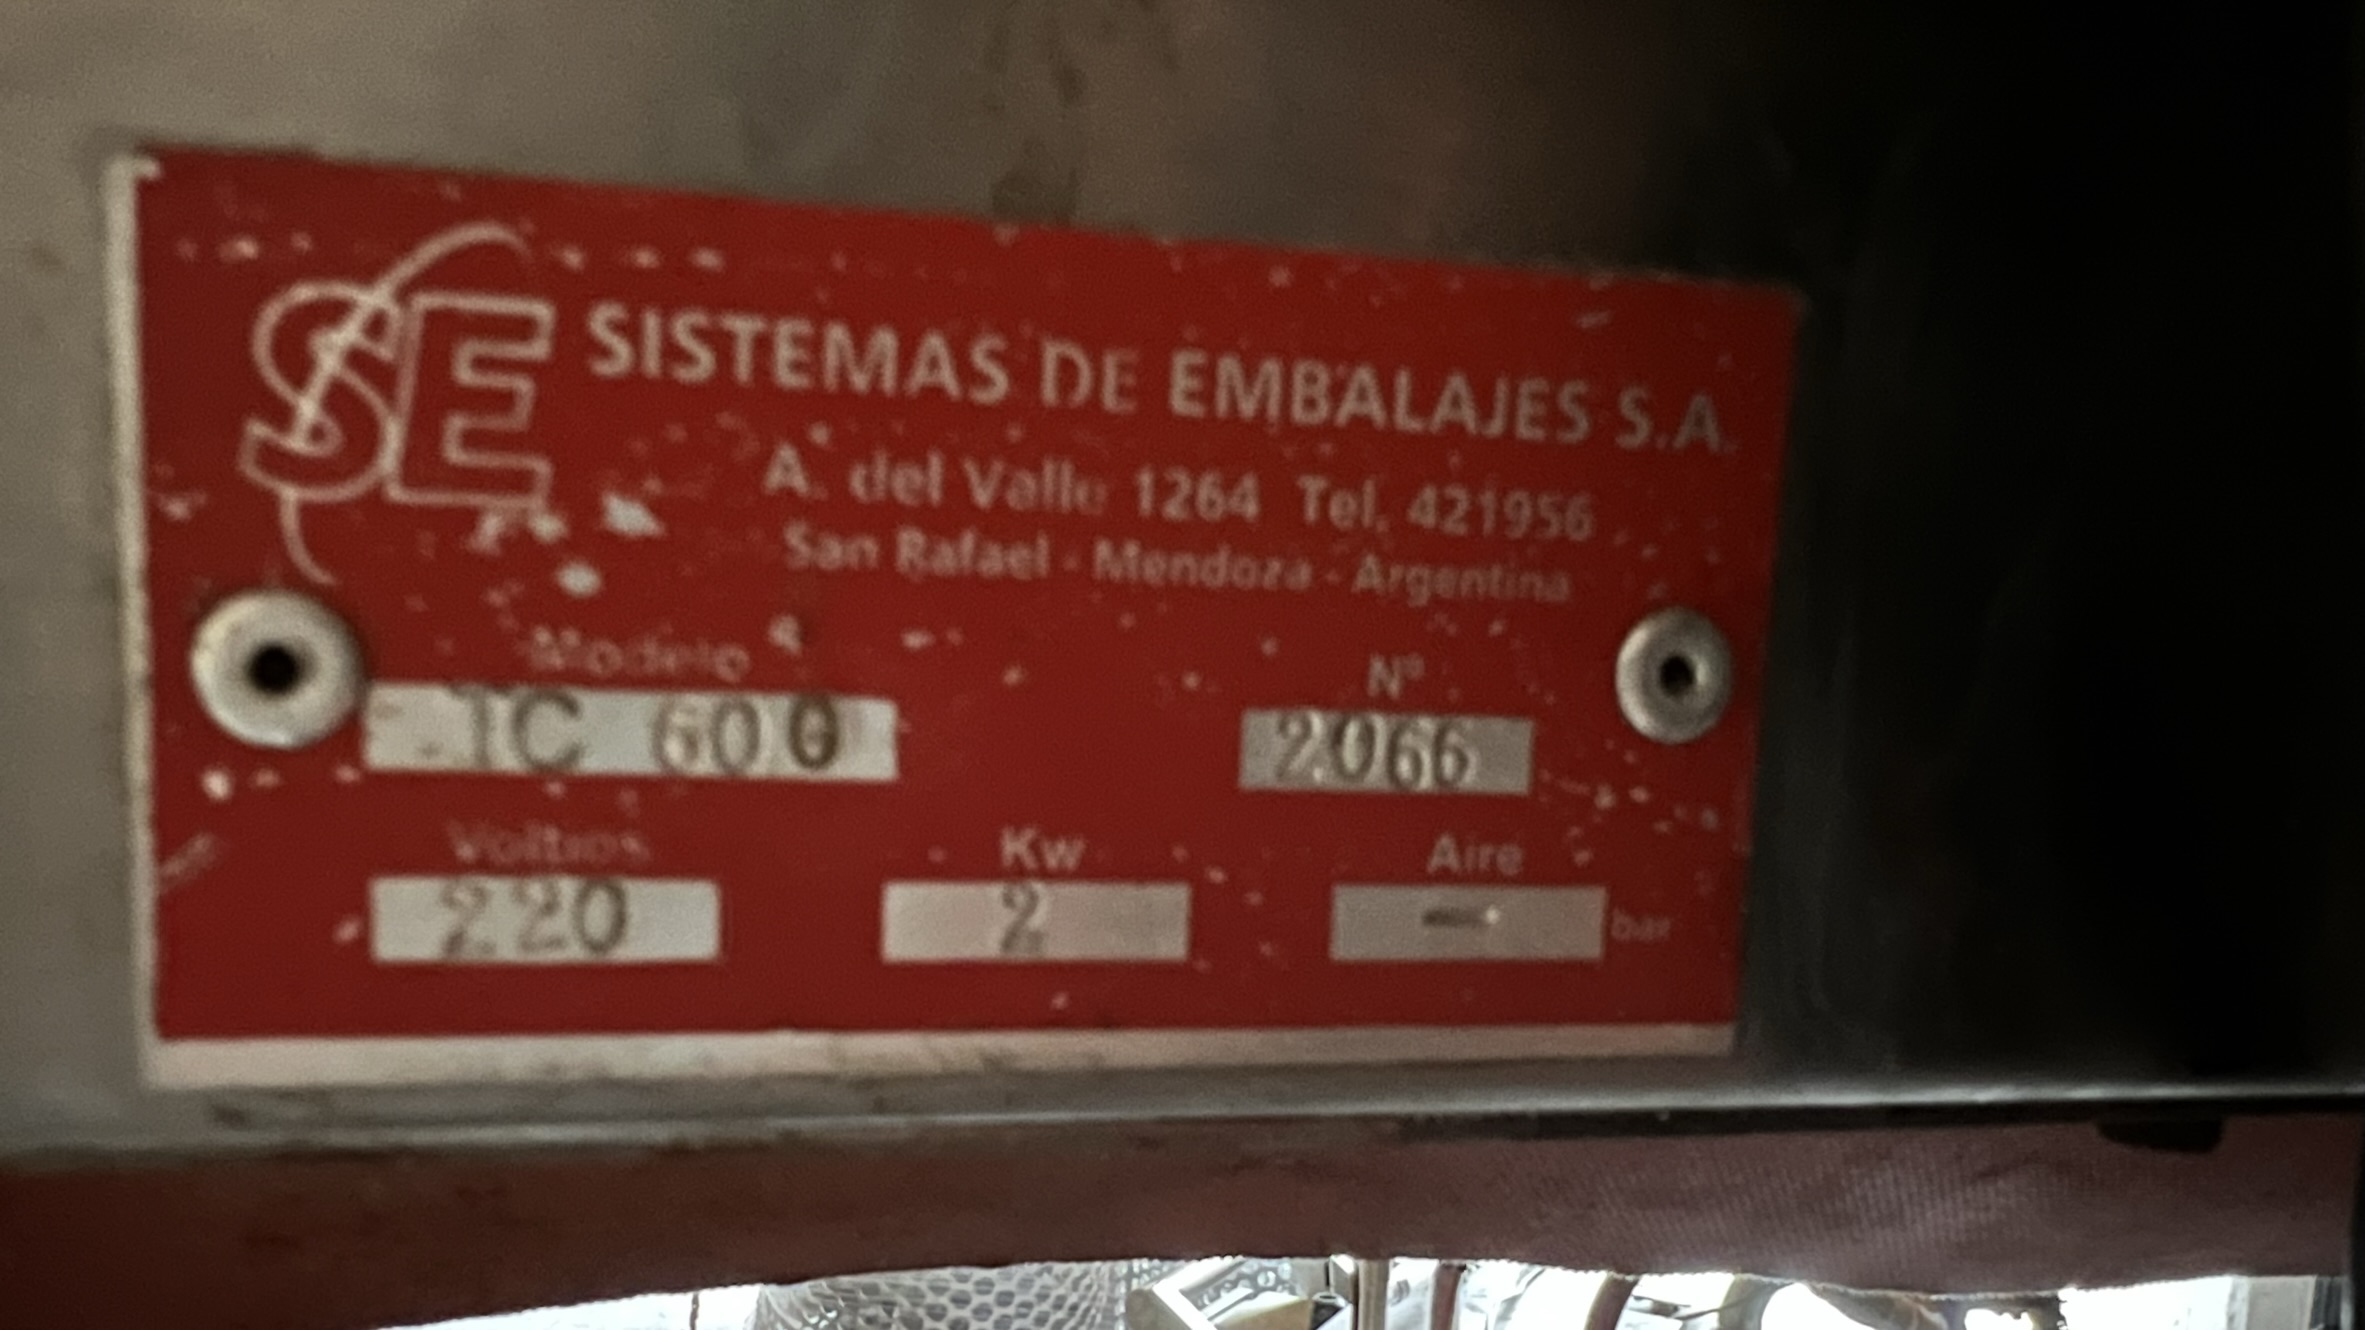 SE SISTEMAS DE EMBALAJES S.A.
A. del Valle 1264 Tel. 421956
San Rafael - Mendoza - Argentina
Modelo Nº
TC 600 2066
Voltios Kw Aire
220 2 - bar